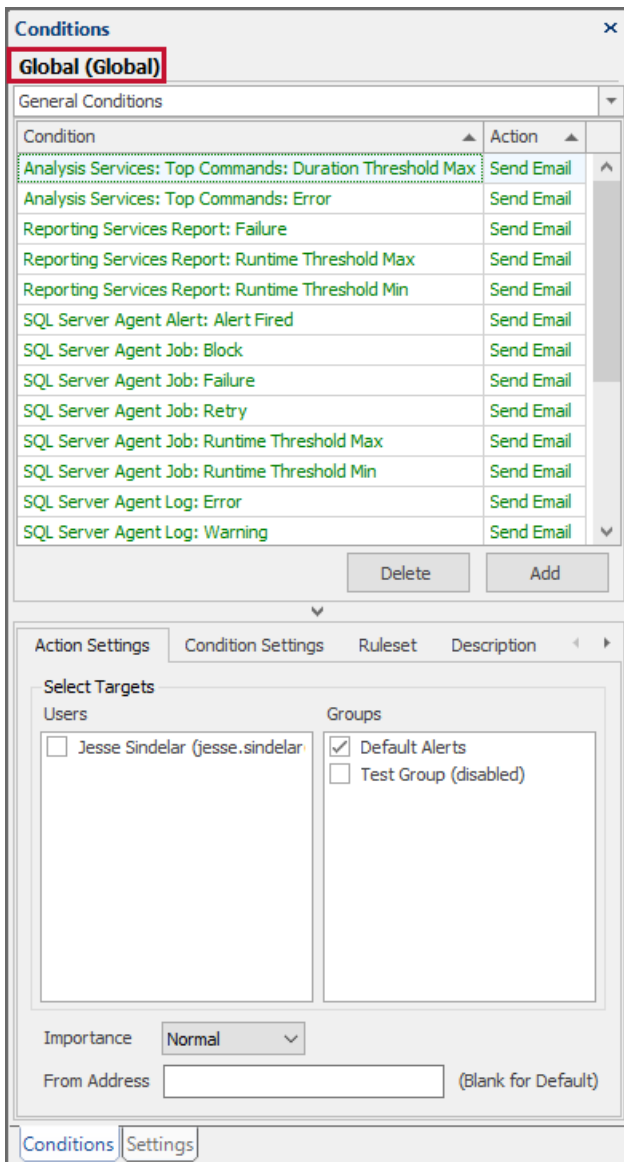 Conditions
Global (Global)
General Conditions
Condition Action
Analysis Services: Top Commands: Duration Threshold Max Send Email
Analysis Services: Top Commands: Error Send Email
Reporting Services Report: Failure Send Email
Reporting Services Report: Runtime Threshold Max Send Email
Reporting Services Report: Runtime Threshold Min Send Email
SQL Server Agent Alert: Alert Fired Send Email
SQL Server Agent Job: Block Send Email
SQL Server Agent Job: Failure Send Email
SQL Server Agent Job: Retry Send Email
SQL Server Agent Job: Runtime Threshold Max Send Email
SQL Server Agent Job: Runtime Threshold Min Send Email
SQL Server Agent Log: Error Send Email
SQL Server Agent Log: Warning Send Email
Delete Add
Action Settings Condition Settings Ruleset Description
Select Targets
Users Groups
Jesse Sindelar (jesse.sindelar Default Alerts
Test Group (disabled)
Importance Normal
From Address (Blank for Default)
Conditions Settings